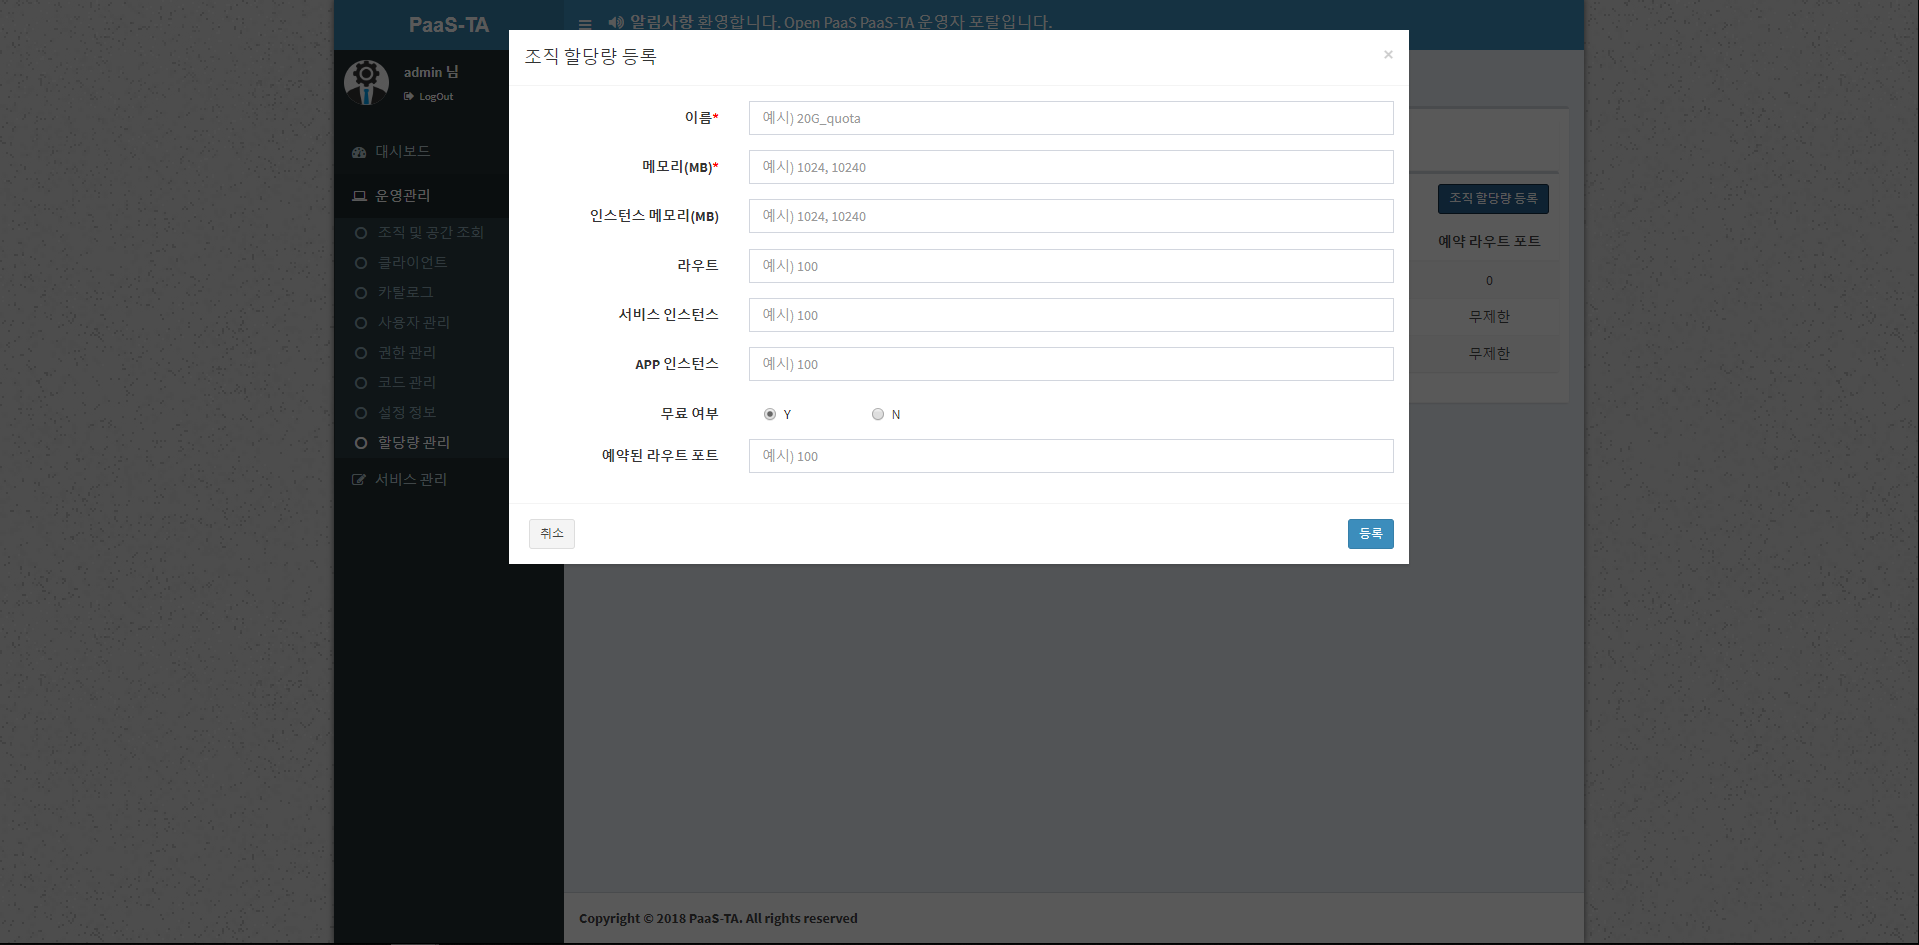 PaaS-TA
알림사항 환영합니다. Open PaaS PaaS-TA 운영자 포탈입니다.
admin 님
LogOut
대시보드
운영관리
조직 및 공간 조회
클라이언트
카탈로그
사용자 관리
권한 관리
코드 관리
설정 정보
할당량 관리
서비스 관리
조직 할당량 등록
×
이름*
예시) 20G_quota
메모리(MB)*
예시) 1024, 10240
인스턴스 메모리(MB)
예시) 1024, 10240
라우트
예시) 100
서비스 인스턴스
예시) 100
APP 인스턴스
예시) 100
무료 여부
Y N
예약된 라우트 포트
예시) 100
취소
등록
조직 할당량 등록
예약 라우트 포트
0
무제한
무제한
Copyright © 2018 PaaS-TA. All rights reserved